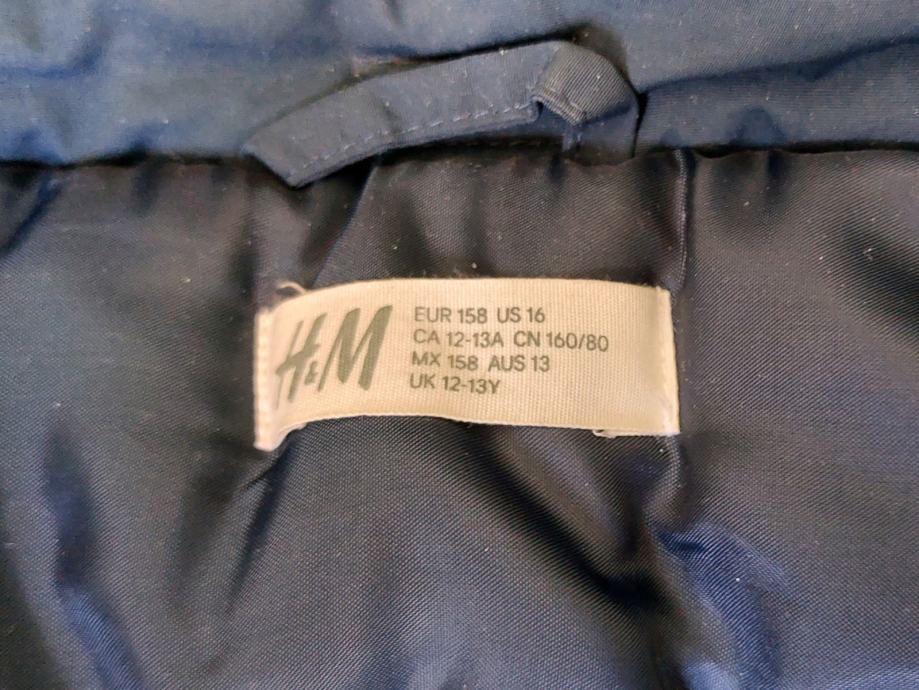 H&M
EUR 158 US 16
CA 12-13A CN 160/80
MX 158 AUS 13
UK 12-13Y